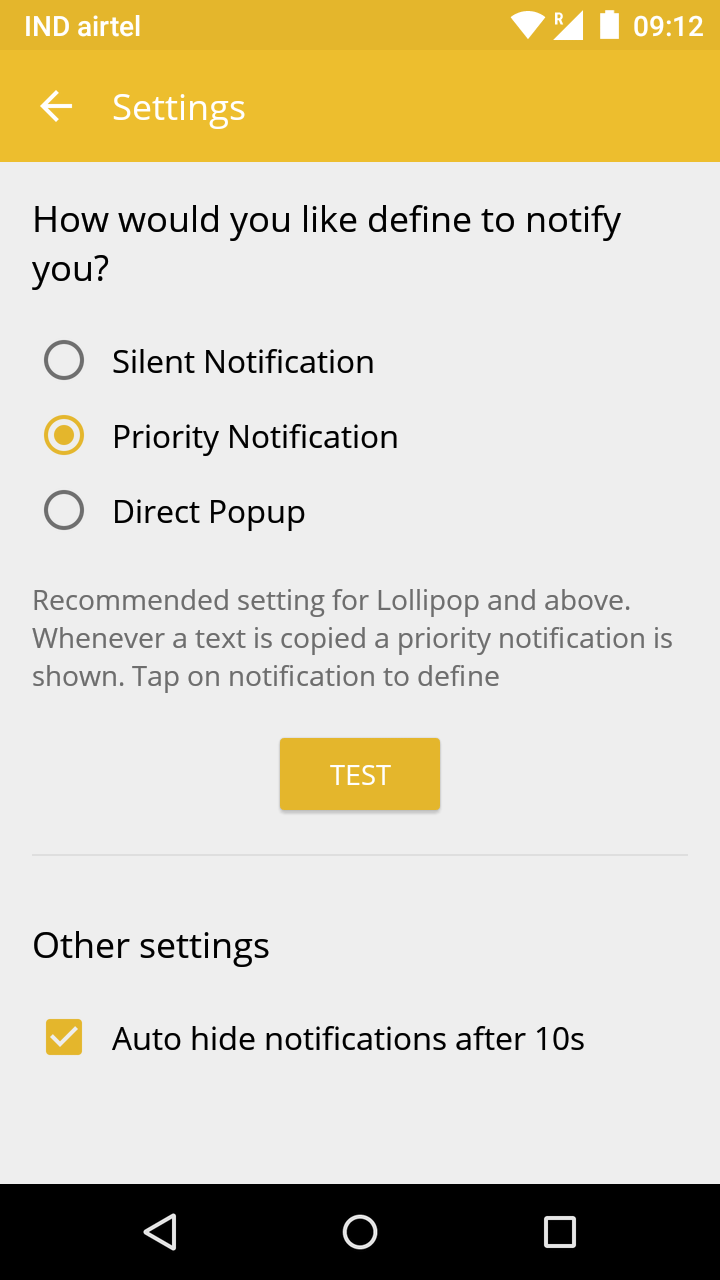 IND airtel R 09:12
Settings
How would you like define to notify
you?
Silent Notification
Priority Notification
Direct Popup
Recommended setting for Lollipop and above.
Whenever a text is copied a priority notification is
shown. Tap on notification to define
TEST
Other settings
Auto hide notifications after 10s